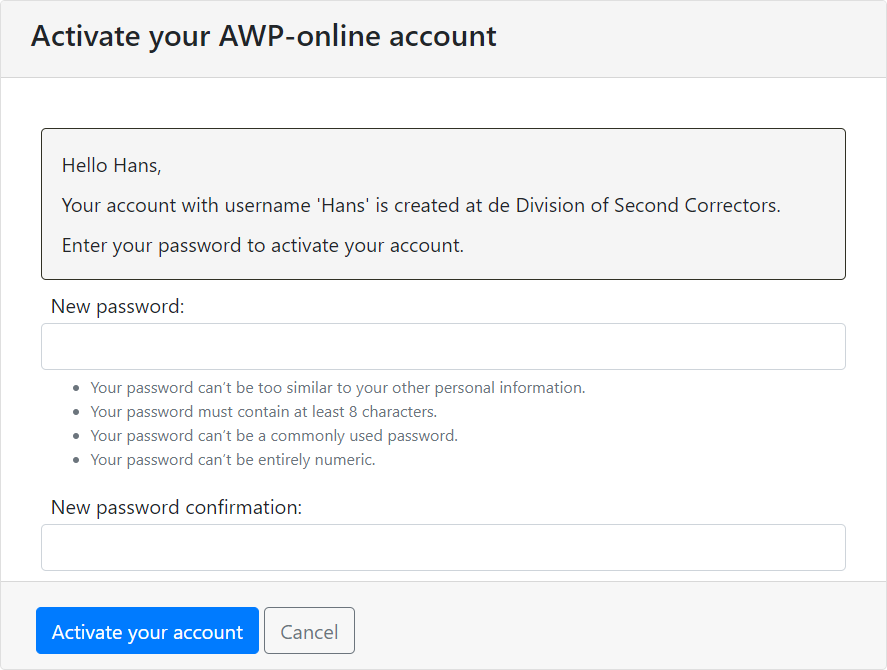 Activate your AWP-online account
Hello Hans,
Your account with username 'Hans' is created at de Division of Second Correctors.
Enter your password to activate your account.
New password:
• Your password can’t be too similar to your other personal information.
• Your password must contain at least 8 characters.
• Your password can’t be a commonly used password.
• Your password can’t be entirely numeric.
New password confirmation:
Activate your account Cancel